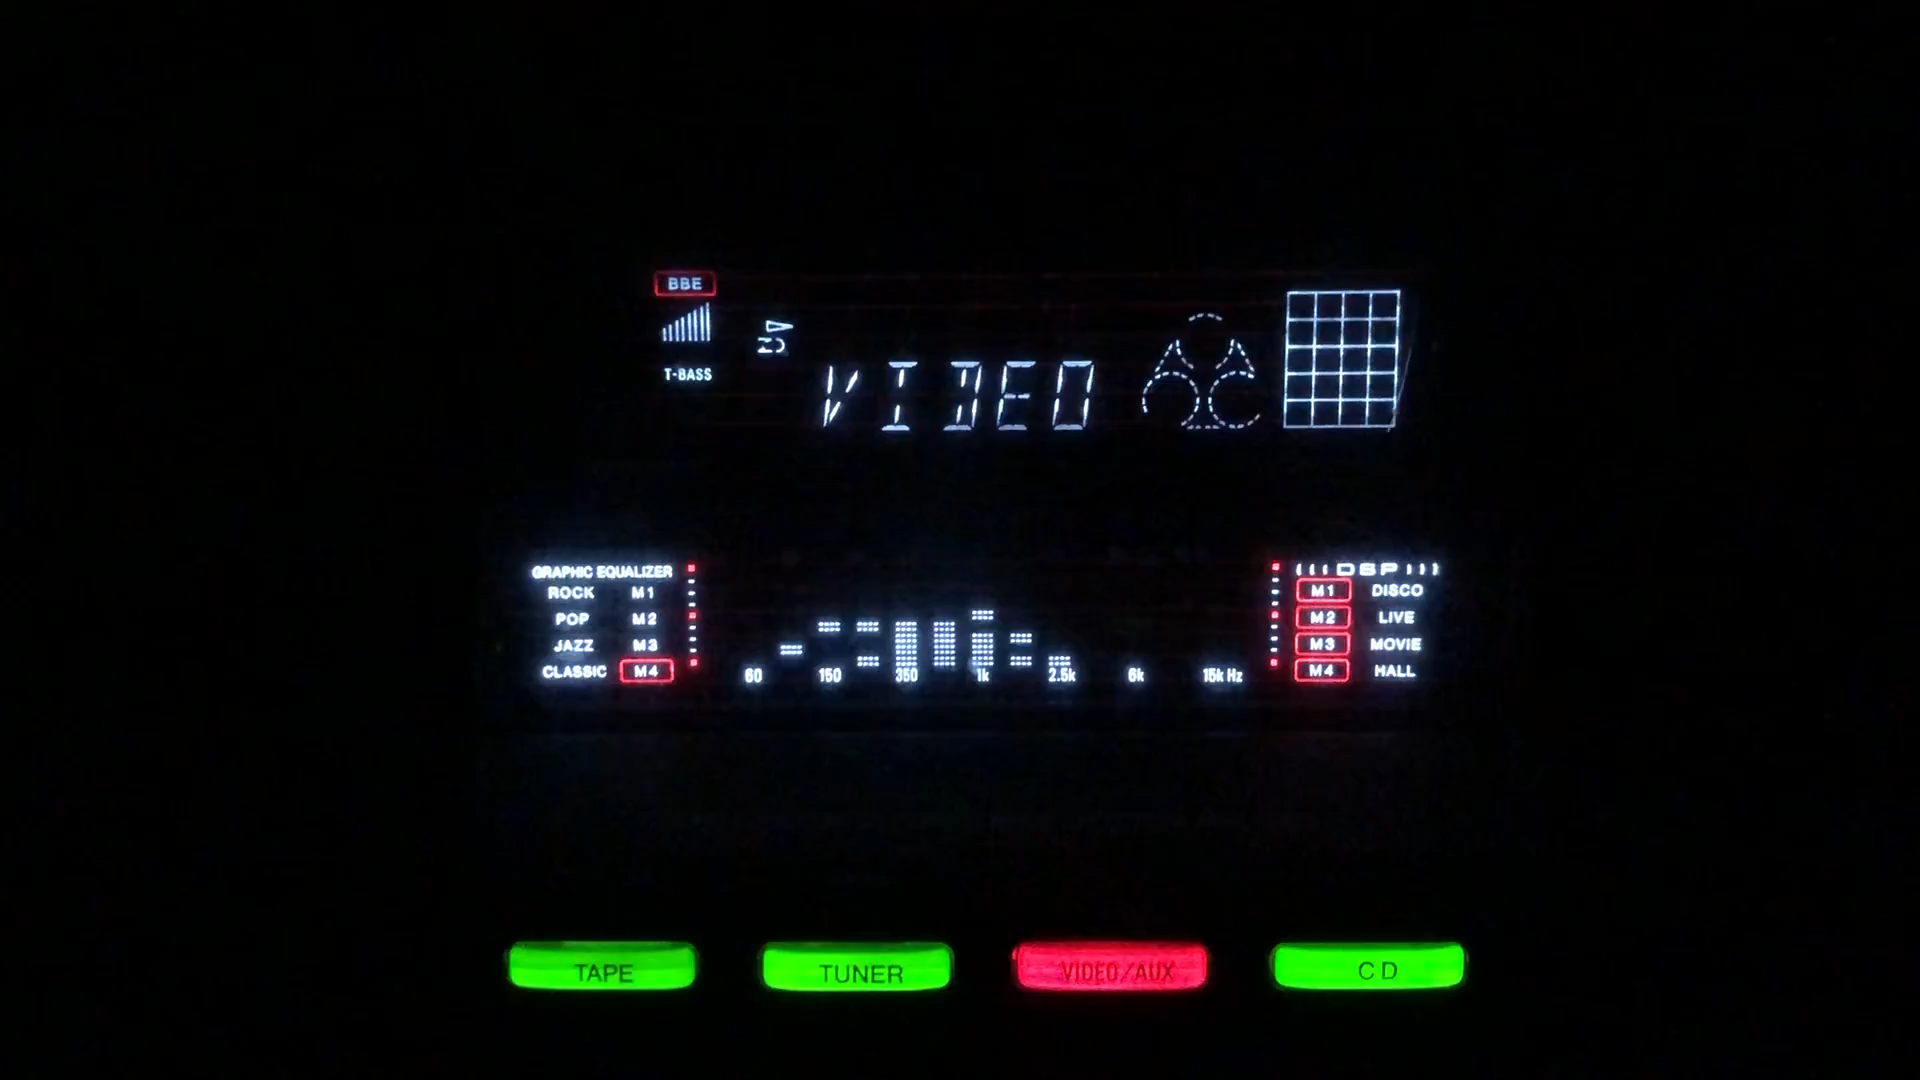 BBE
T-BASS
VIDEO
GRAPHIC EQUALIZER
ROCK M1
POP M2
JAZZ M3
CLASSIC M4
60 150 350 1k 2.5k 6k 15k Hz
DSP
M1 DISCO
M2 LIVE
M3 MOVIE
M4 HALL
TAPE
TUNER
VIDEO/AUX
CD